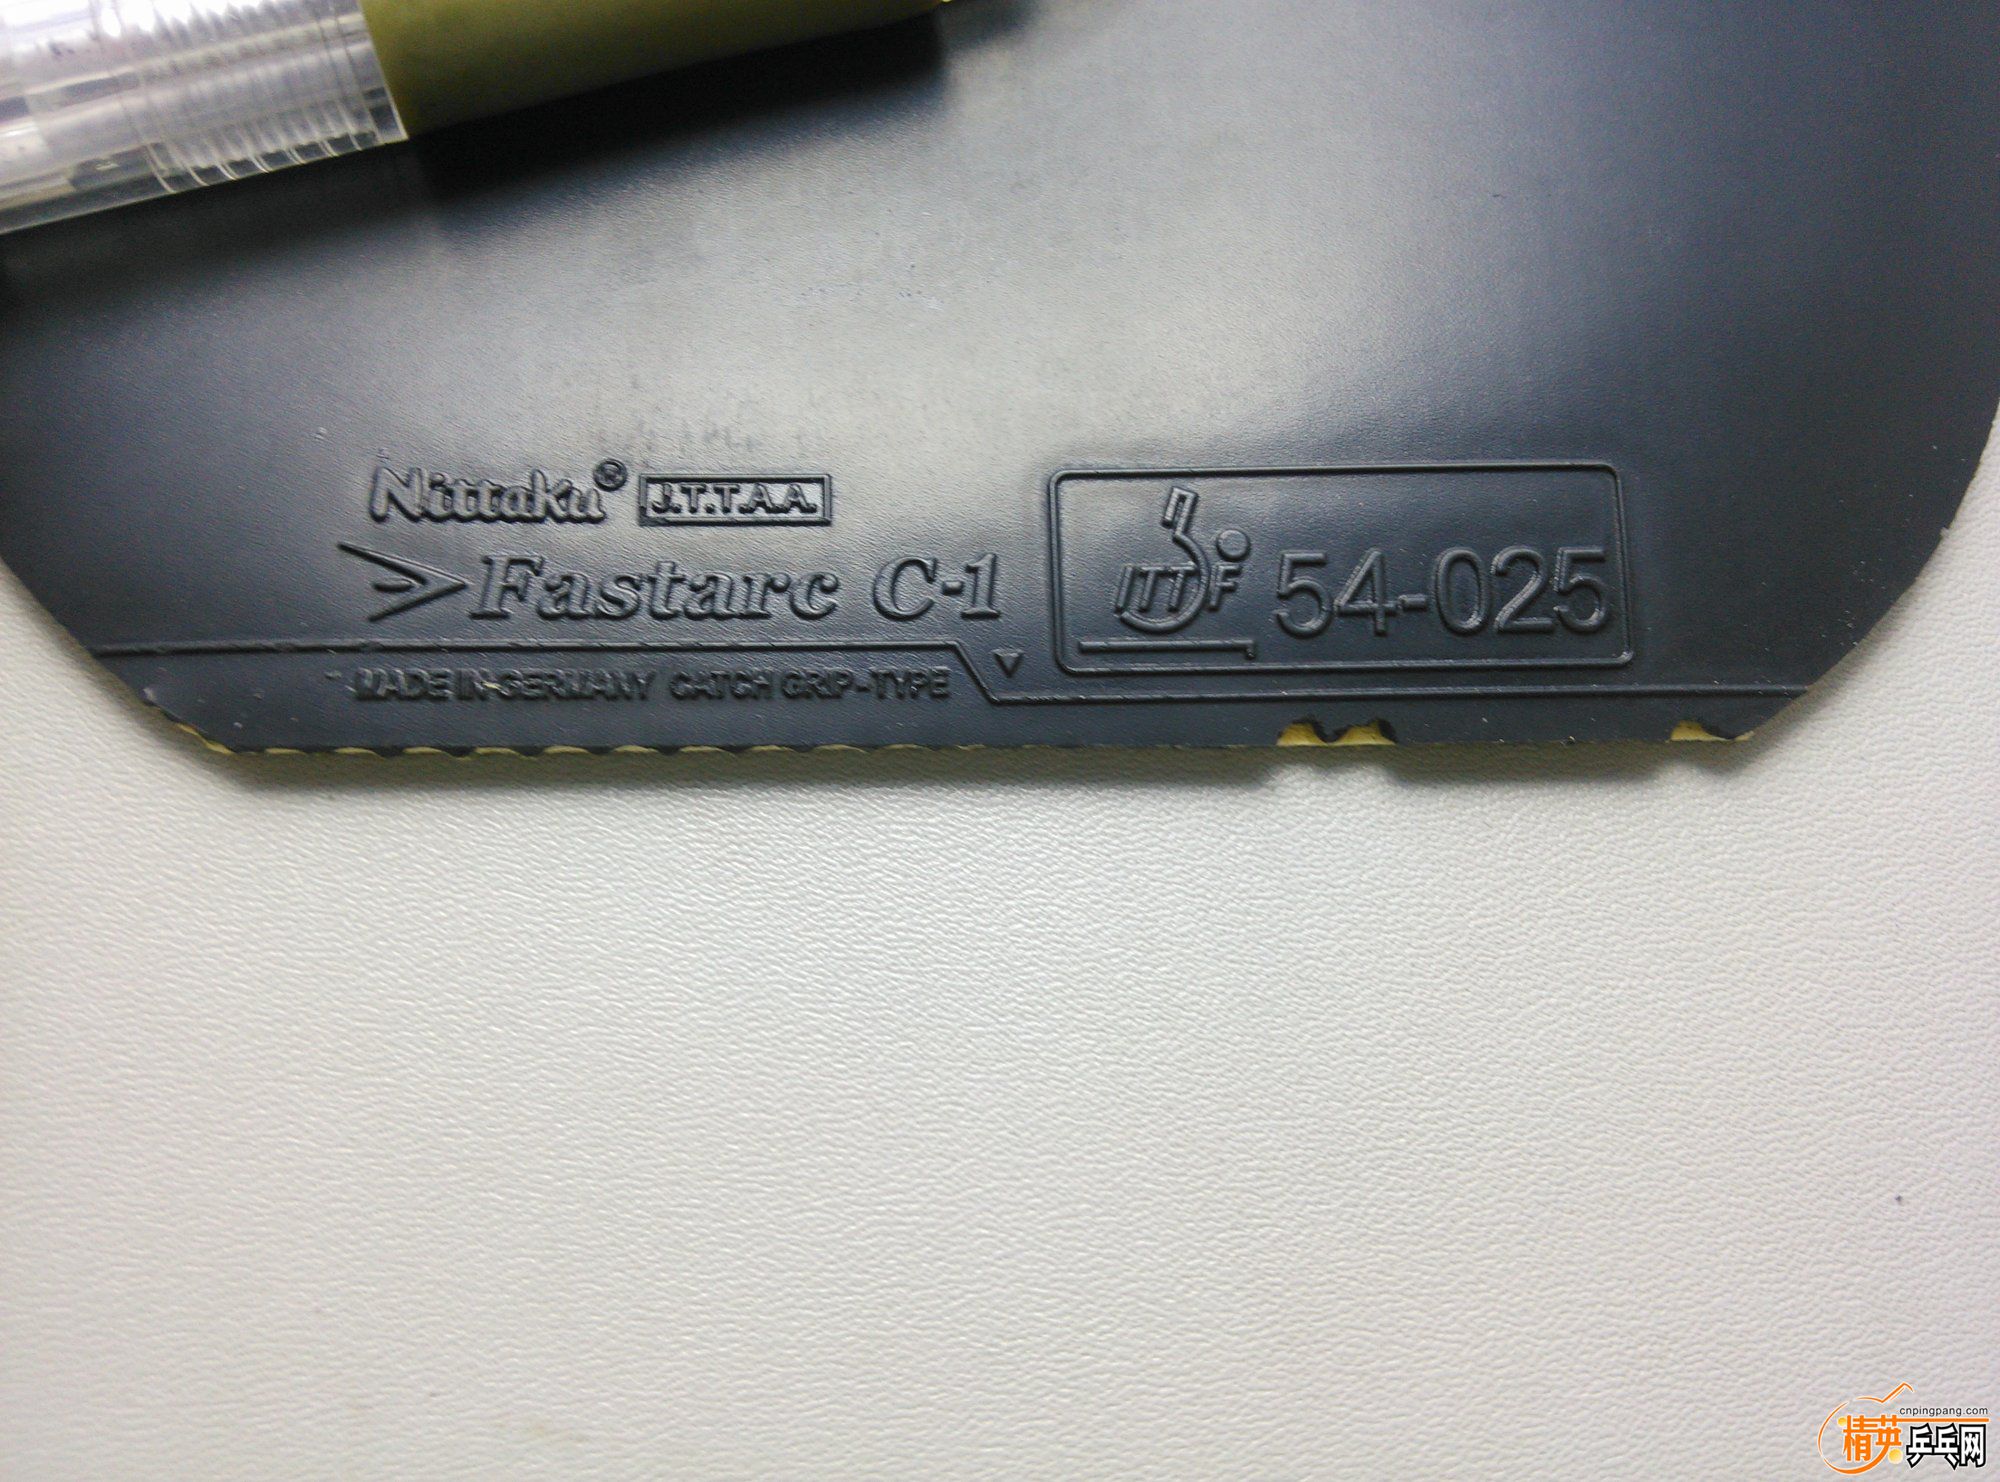 Nittaku® J.T.T.A.A.
Fastarc C-1
MADE IN GERMANY CATCH GRIP-TYPE
ITTF 54-025
cnpingpang.com
精英乒乓网